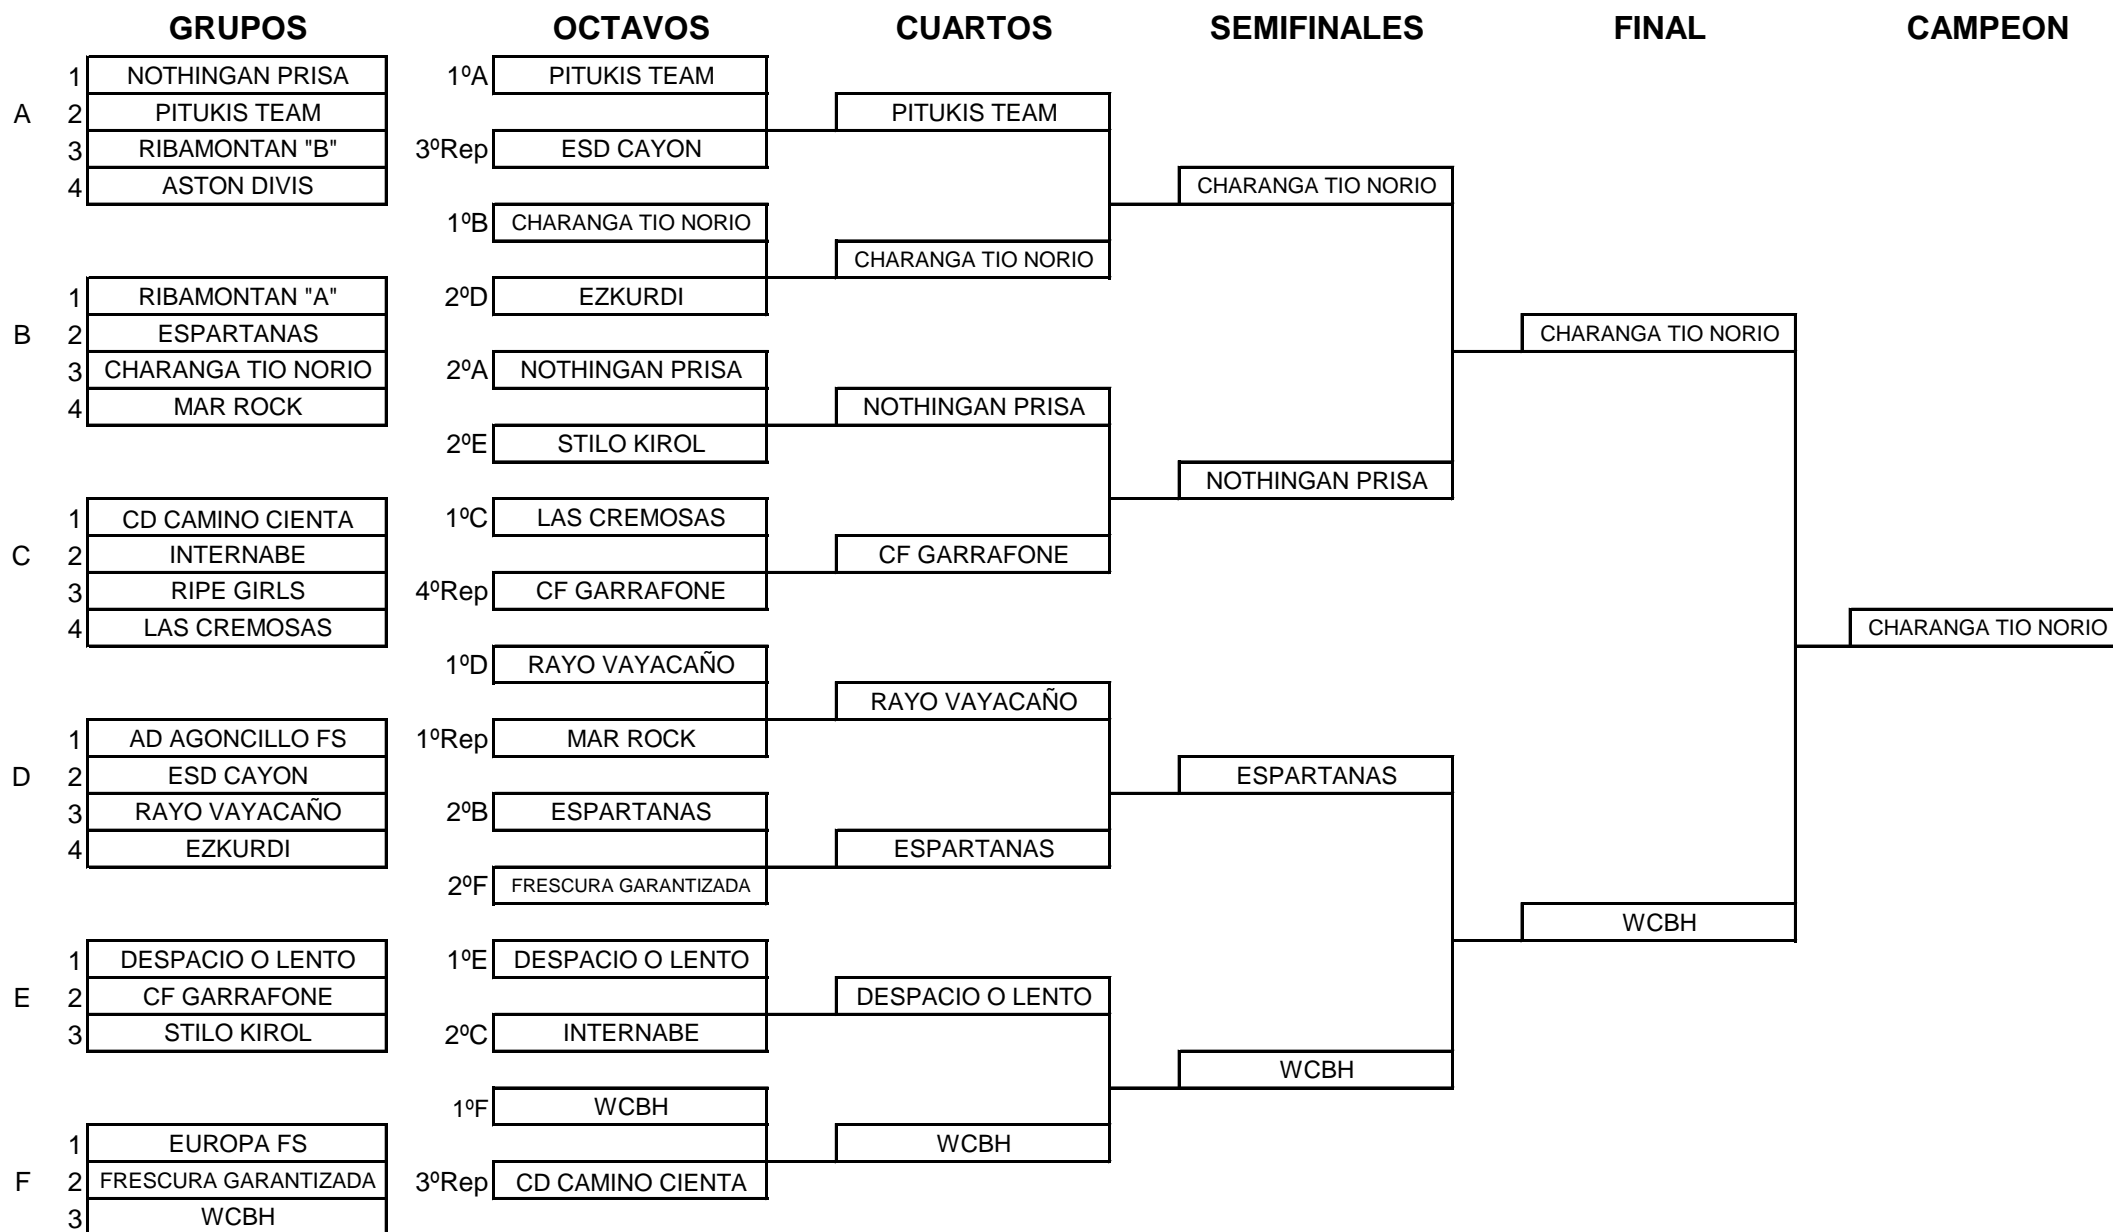 GRUPOS OCTAVOS CUARTOS SEMIFINALES FINAL CAMPEON
1 NOTHINGAN PRISA
A 2 PITUKIS TEAM
3 RIBAMONTAN "B"
4 ASTON DIVIS
1 RIBAMONTAN "A"
B 2 ESPARTANAS
3 CHARANGA TIO NORIO
4 MAR ROCK
1 CD CAMINO CIENTA
C 2 INTERNABE
3 RIPE GIRLS
4 LAS CREMOSAS
1 AD AGONCILLO FS
D 2 ESD CAYON
3 RAYO VAYACAÑO
4 EZKURDI
1 DESPACIO O LENTO
E 2 CF GARRAFONE
3 STILO KIROL
1 EUROPA FS
F 2 FRESCURA GARANTIZADA
3 WCBH
1ºA PITUKIS TEAM
3ºRep ESD CAYON
1ºB CHARANGA TIO NORIO
2ºD EZKURDI
2ºA NOTHINGAN PRISA
2ºE STILO KIROL
1ºC LAS CREMOSAS
4ºRep CF GARRAFONE
1ºD RAYO VAYACAÑO
1ºRep MAR ROCK
2ºB ESPARTANAS
2ºF FRESCURA GARANTIZADA
1ºE DESPACIO O LENTO
2ºC INTERNABE
1ºF WCBH
3ºRep CD CAMINO CIENTA
PITUKIS TEAM
CHARANGA TIO NORIO
NOTHINGAN PRISA
CF GARRAFONE
RAYO VAYACAÑO
ESPARTANAS
DESPACIO O LENTO
WCBH
CHARANGA TIO NORIO
NOTHINGAN PRISA
ESPARTANAS
WCBH
CHARANGA TIO NORIO
WCBH
CHARANGA TIO NORIO